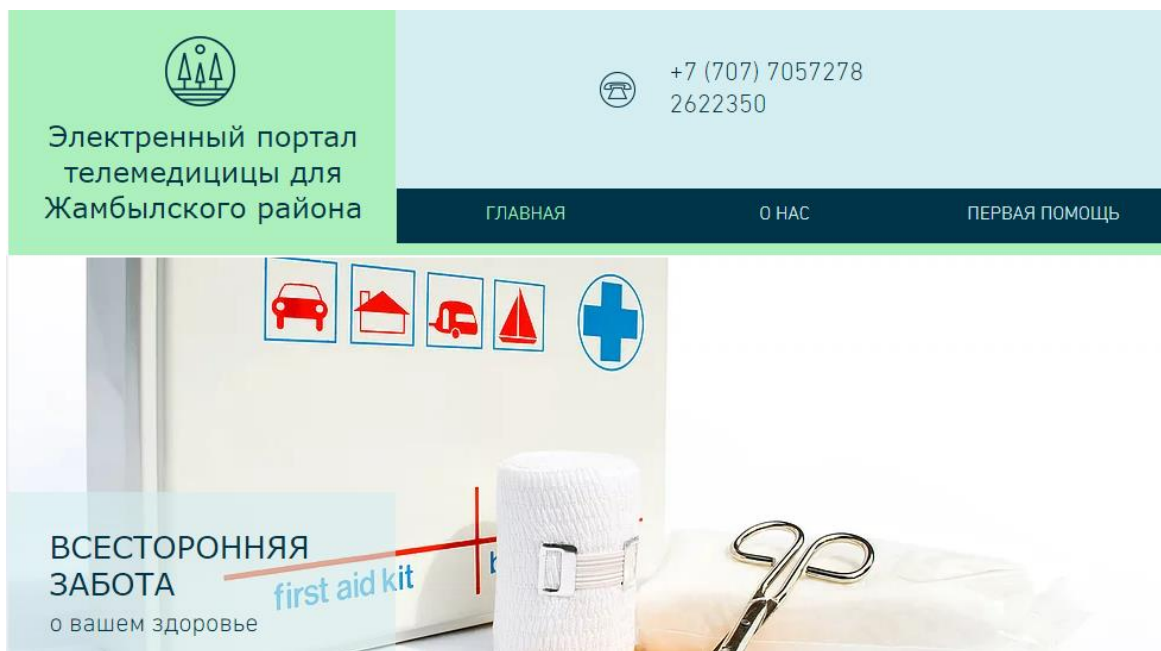 Электренный портал
телемедицицы для
Жамбылского района
+7 (707) 7057278
2622350
ГЛАВНАЯ
О НАС
ПЕРВАЯ ПОМОЩЬ
first aid kit
ВСЕСТОРОННЯЯ
ЗАБОТА
о вашем здоровье